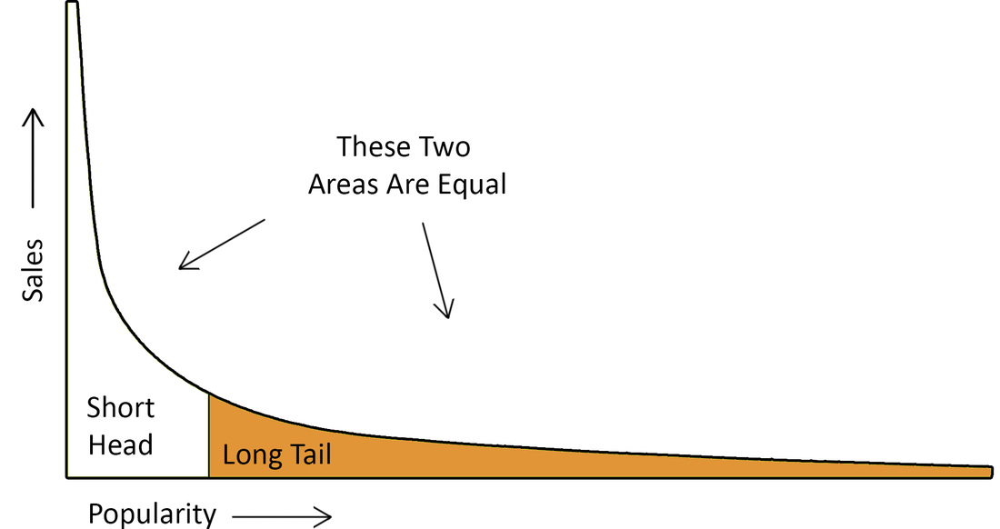 These Two
Areas Are Equal
Sales
Short
Head
Long Tail
Popularity